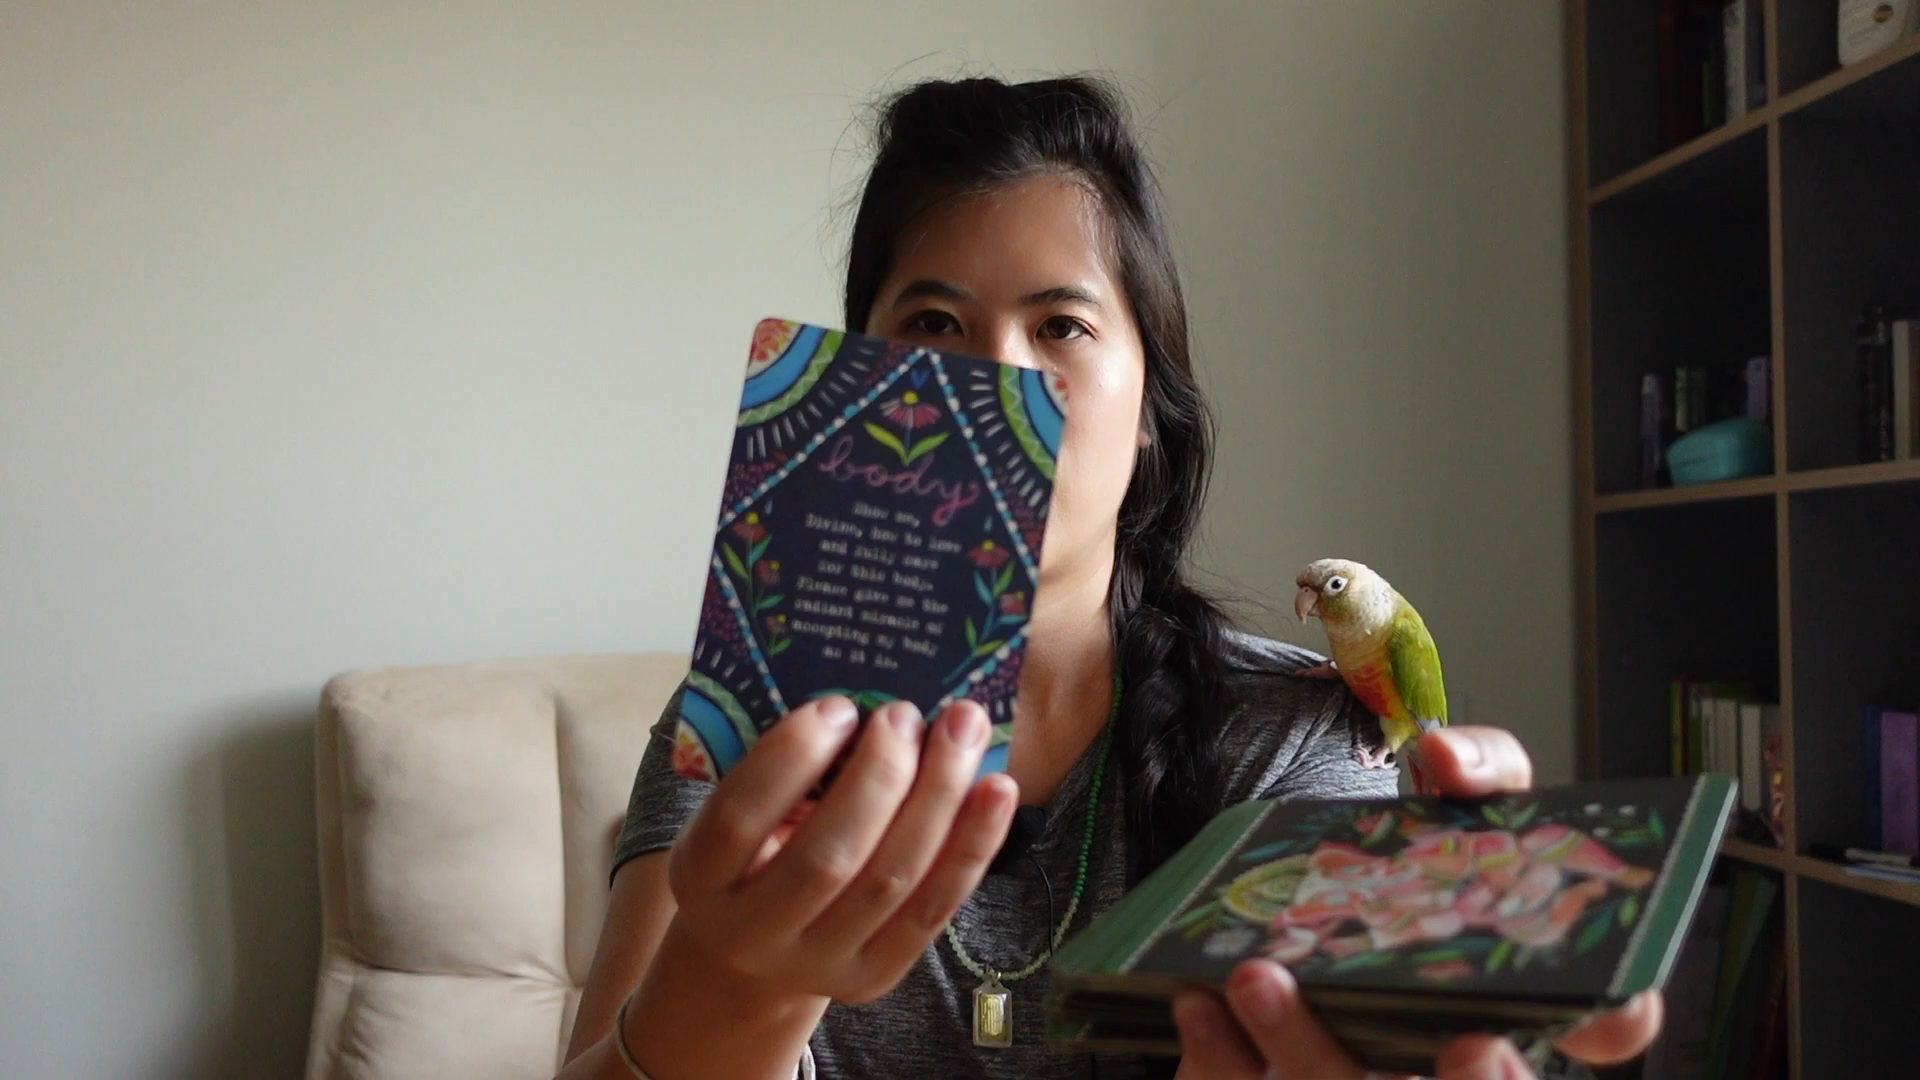 body
Show me,
Divine, how to love
and fully care
for this body.
Please give me the
radiant miracle of
accepting my body
as it is.